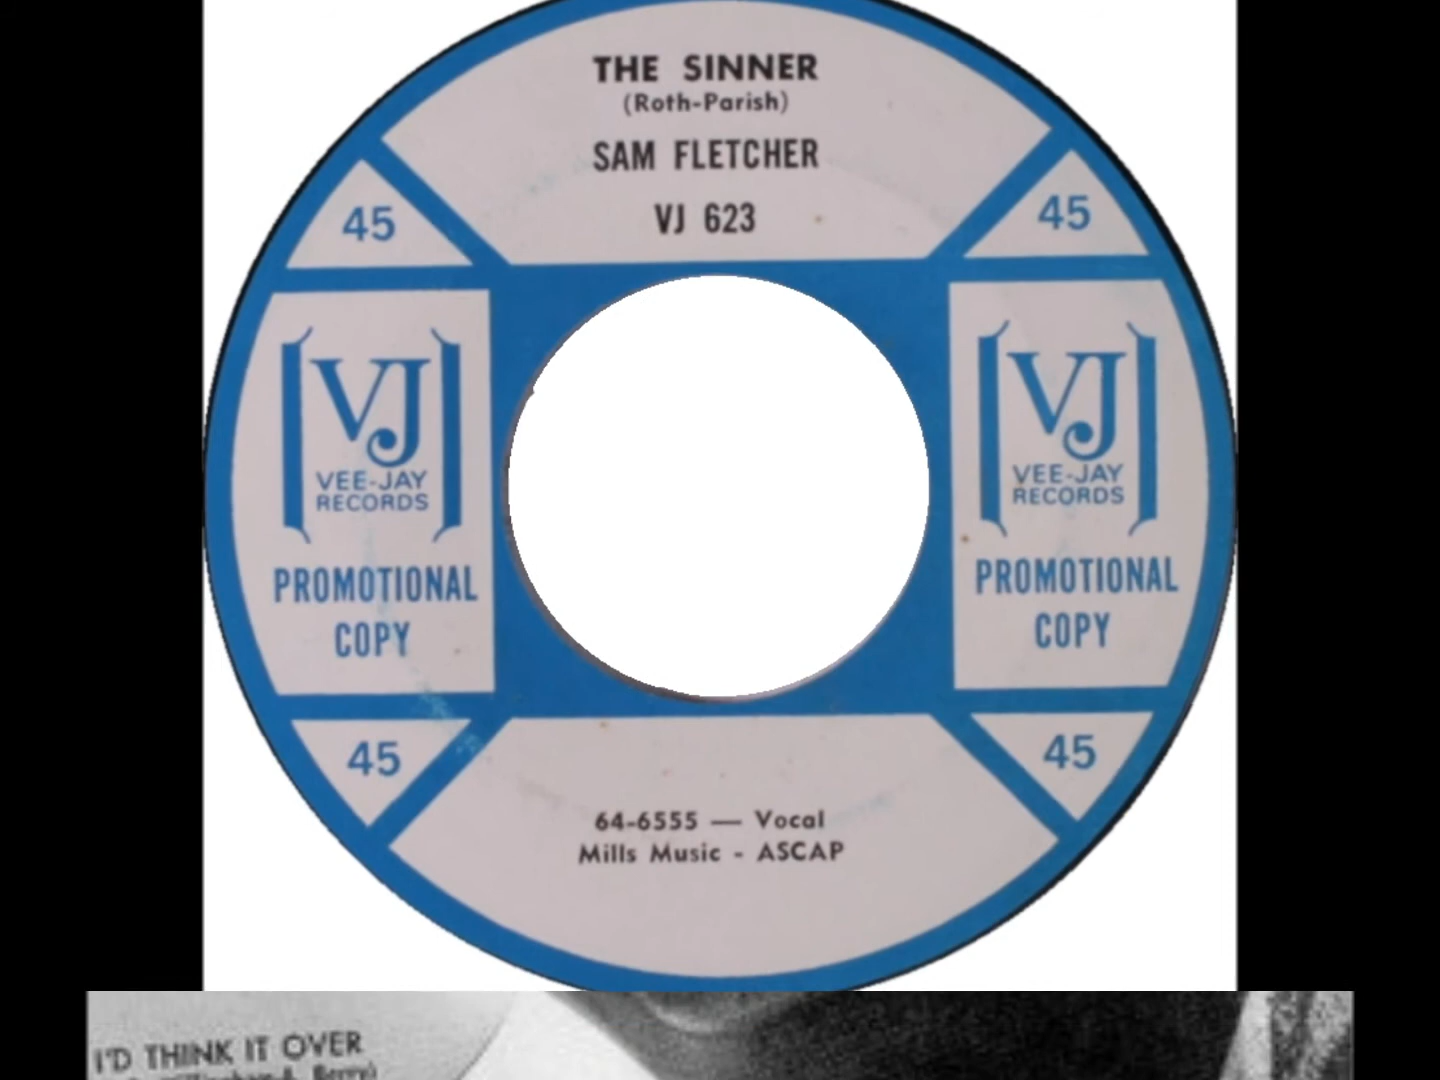 THE SINNER
(Roth-Parish)
SAM FLETCHER
VJ 623
45
45
VJ
VEE-JAY
RECORDS
PROMOTIONAL
COPY
VJ
VEE-JAY
RECORDS
PROMOTIONAL
COPY
45
45
64-6555 — Vocal
Mills Music - ASCAP
I'D THINK IT OVER
Berry)